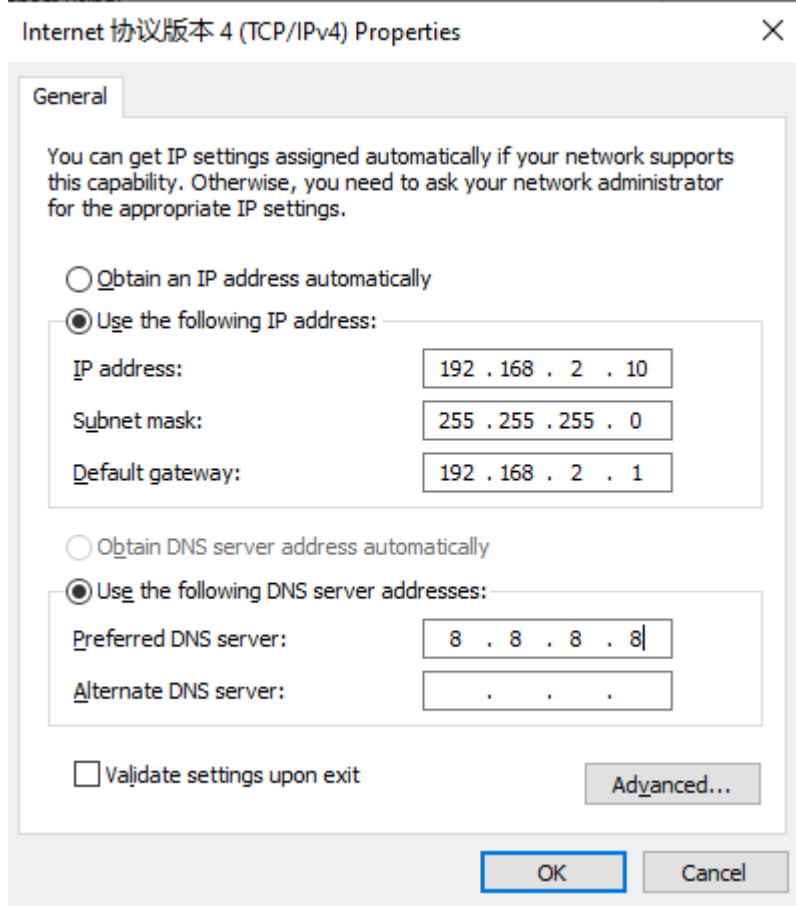 Internet 协议版本 4 (TCP/IPv4) Properties
General
You can get IP settings assigned automatically if your network supports
this capability. Otherwise, you need to ask your network administrator
for the appropriate IP settings.
Obtain an IP address automatically
Use the following IP address:
IP address: 192 . 168 . 2 . 10
Subnet mask: 255 . 255 . 255 . 0
Default gateway: 192 . 168 . 2 . 1
Obtain DNS server address automatically
Use the following DNS server addresses:
Preferred DNS server: 8 . 8 . 8 . 8
Alternate DNS server: . . .
Validate settings upon exit
Advanced...
OK Cancel